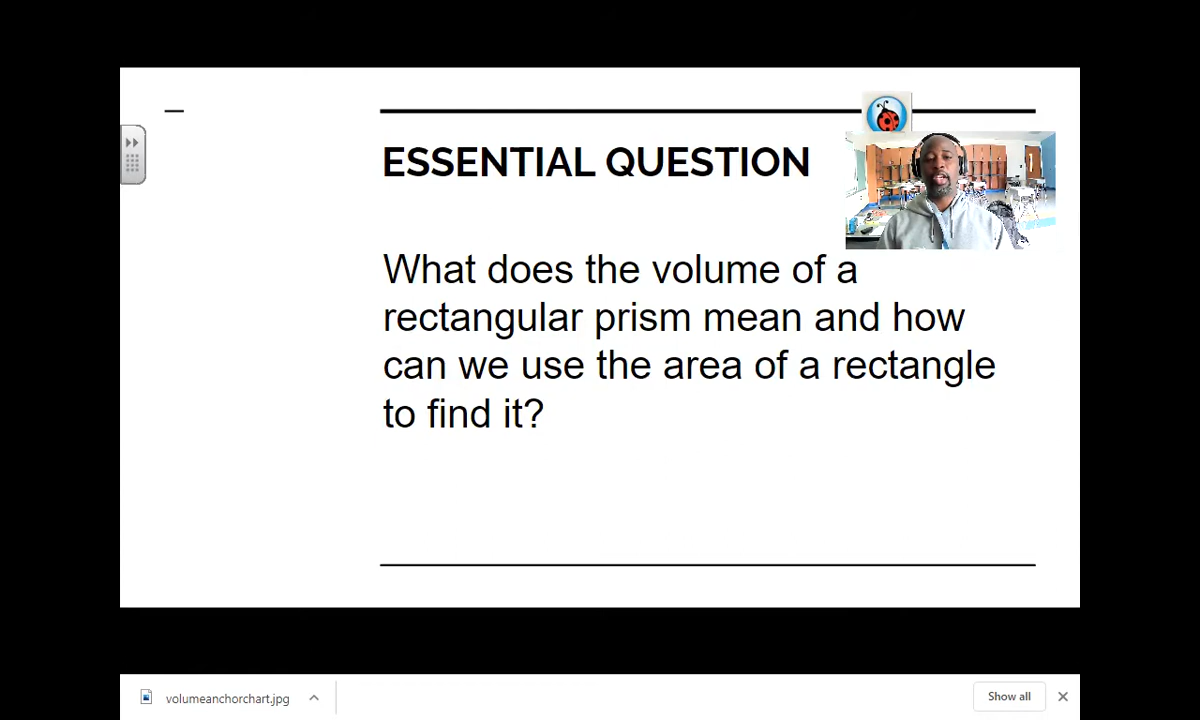 ESSENTIAL QUESTION
What does the volume of a
rectangular prism mean and how
can we use the area of a rectangle
to find it?
volumeanchorchart.jpg
Show all